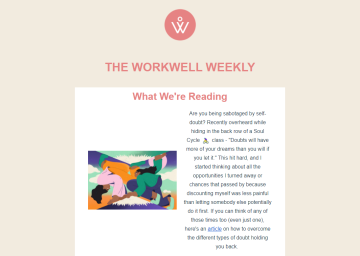 THE WORKWELL WEEKLY
What We're Reading
Are you being sabotaged by self-
doubt? Recently overheard while
hiding in the back row of a Soul
Cycle 🚴 class - "Doubts will have
more of your dreams than you will if
you let it." This hit hard, and I
started thinking about all the
opportunities I turned away or
chances that passed by because
discounting myself was less painful
than letting someone else potentially
do it first. If you can think of any of
those times too (even just one),
here's an article on how to overcome
the different types of doubt holding
you back.